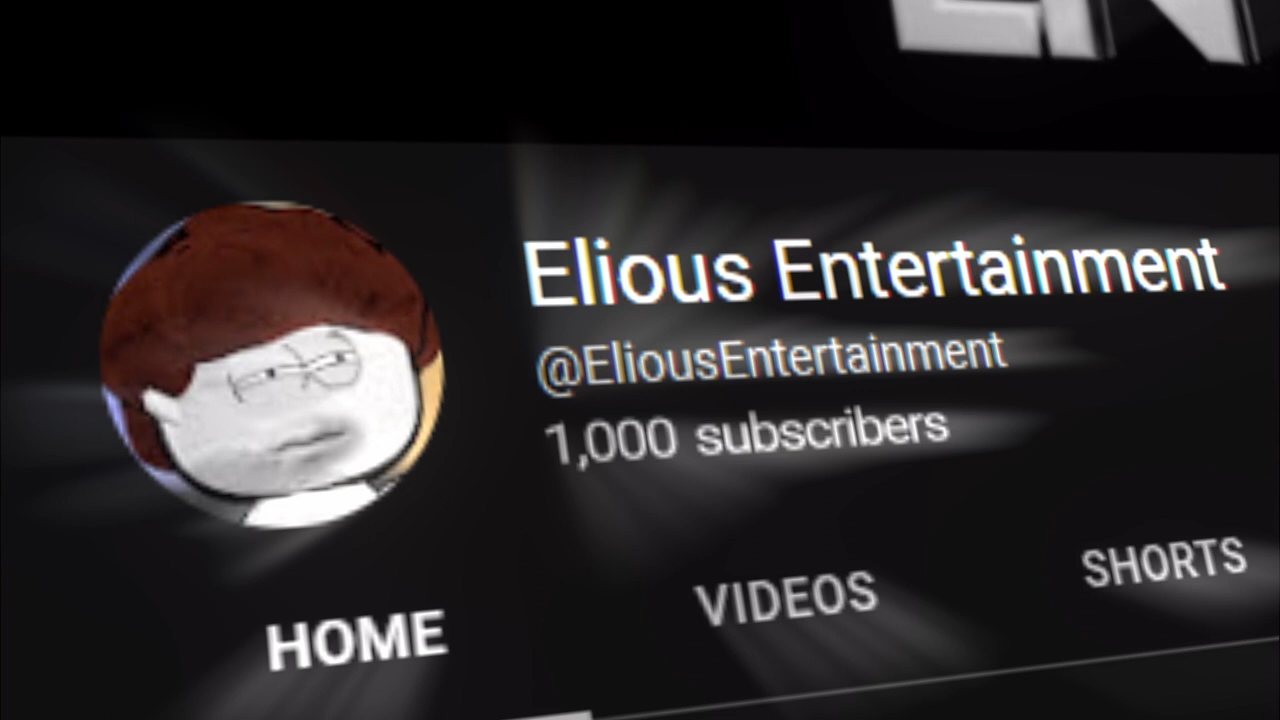 Elious Entertainment
@EliousEntertainment
1,000 subscribers
HOME
VIDEOS
SHORTS